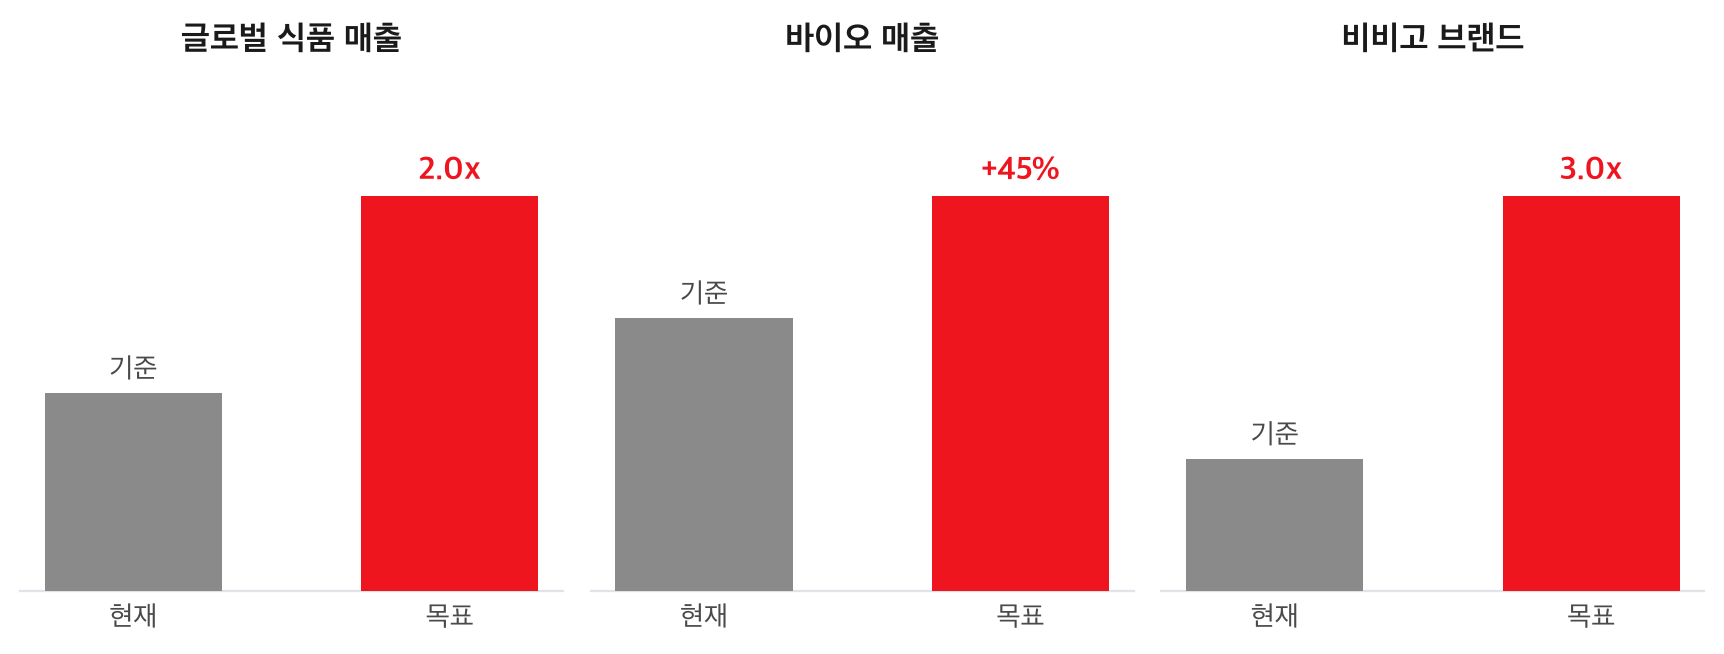 글로벌 식품 매출
2.0x
기준
현재
목표
바이오 매출
+45%
기준
현재
목표
비비고 브랜드
3.0x
기준
현재
목표